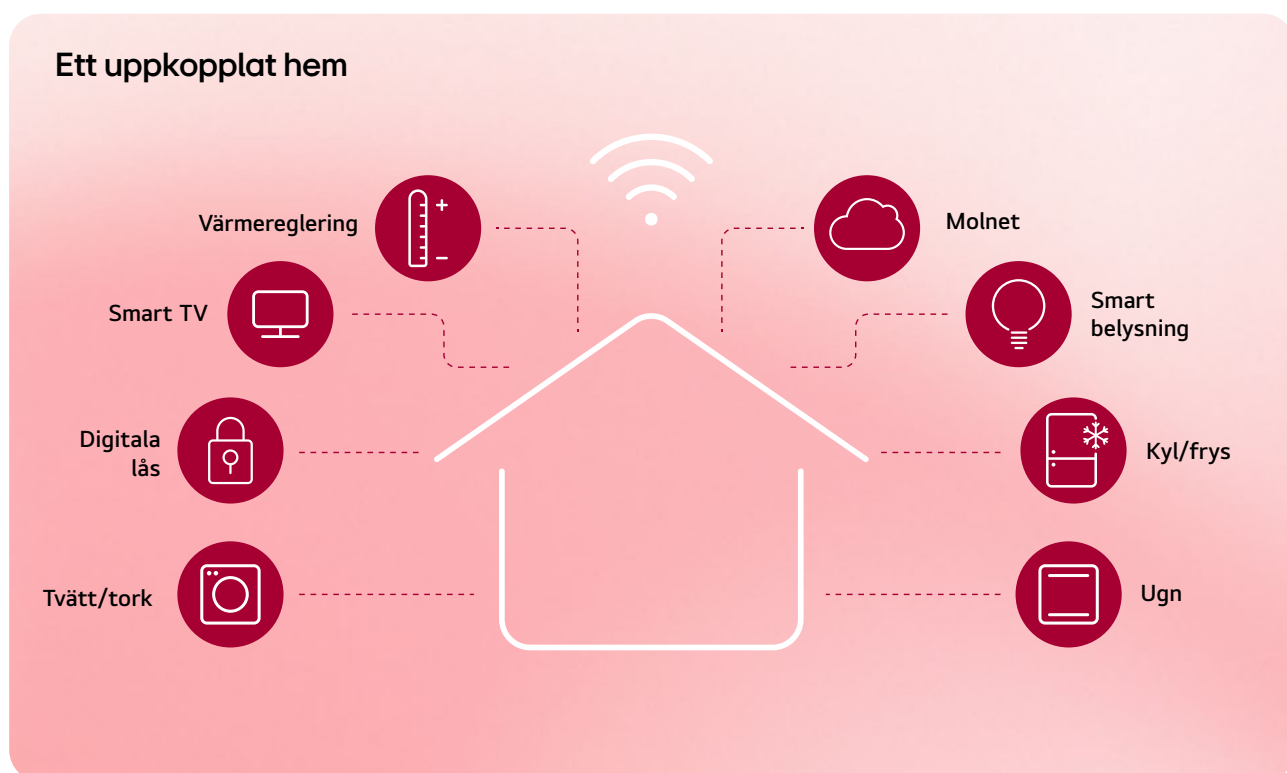 Ett uppkopplat hem
Värmereglering
Molnet
Smart TV
Smart
belysning
Digitala
lås
Kyl/frys
Tvätt/tork
Ugn